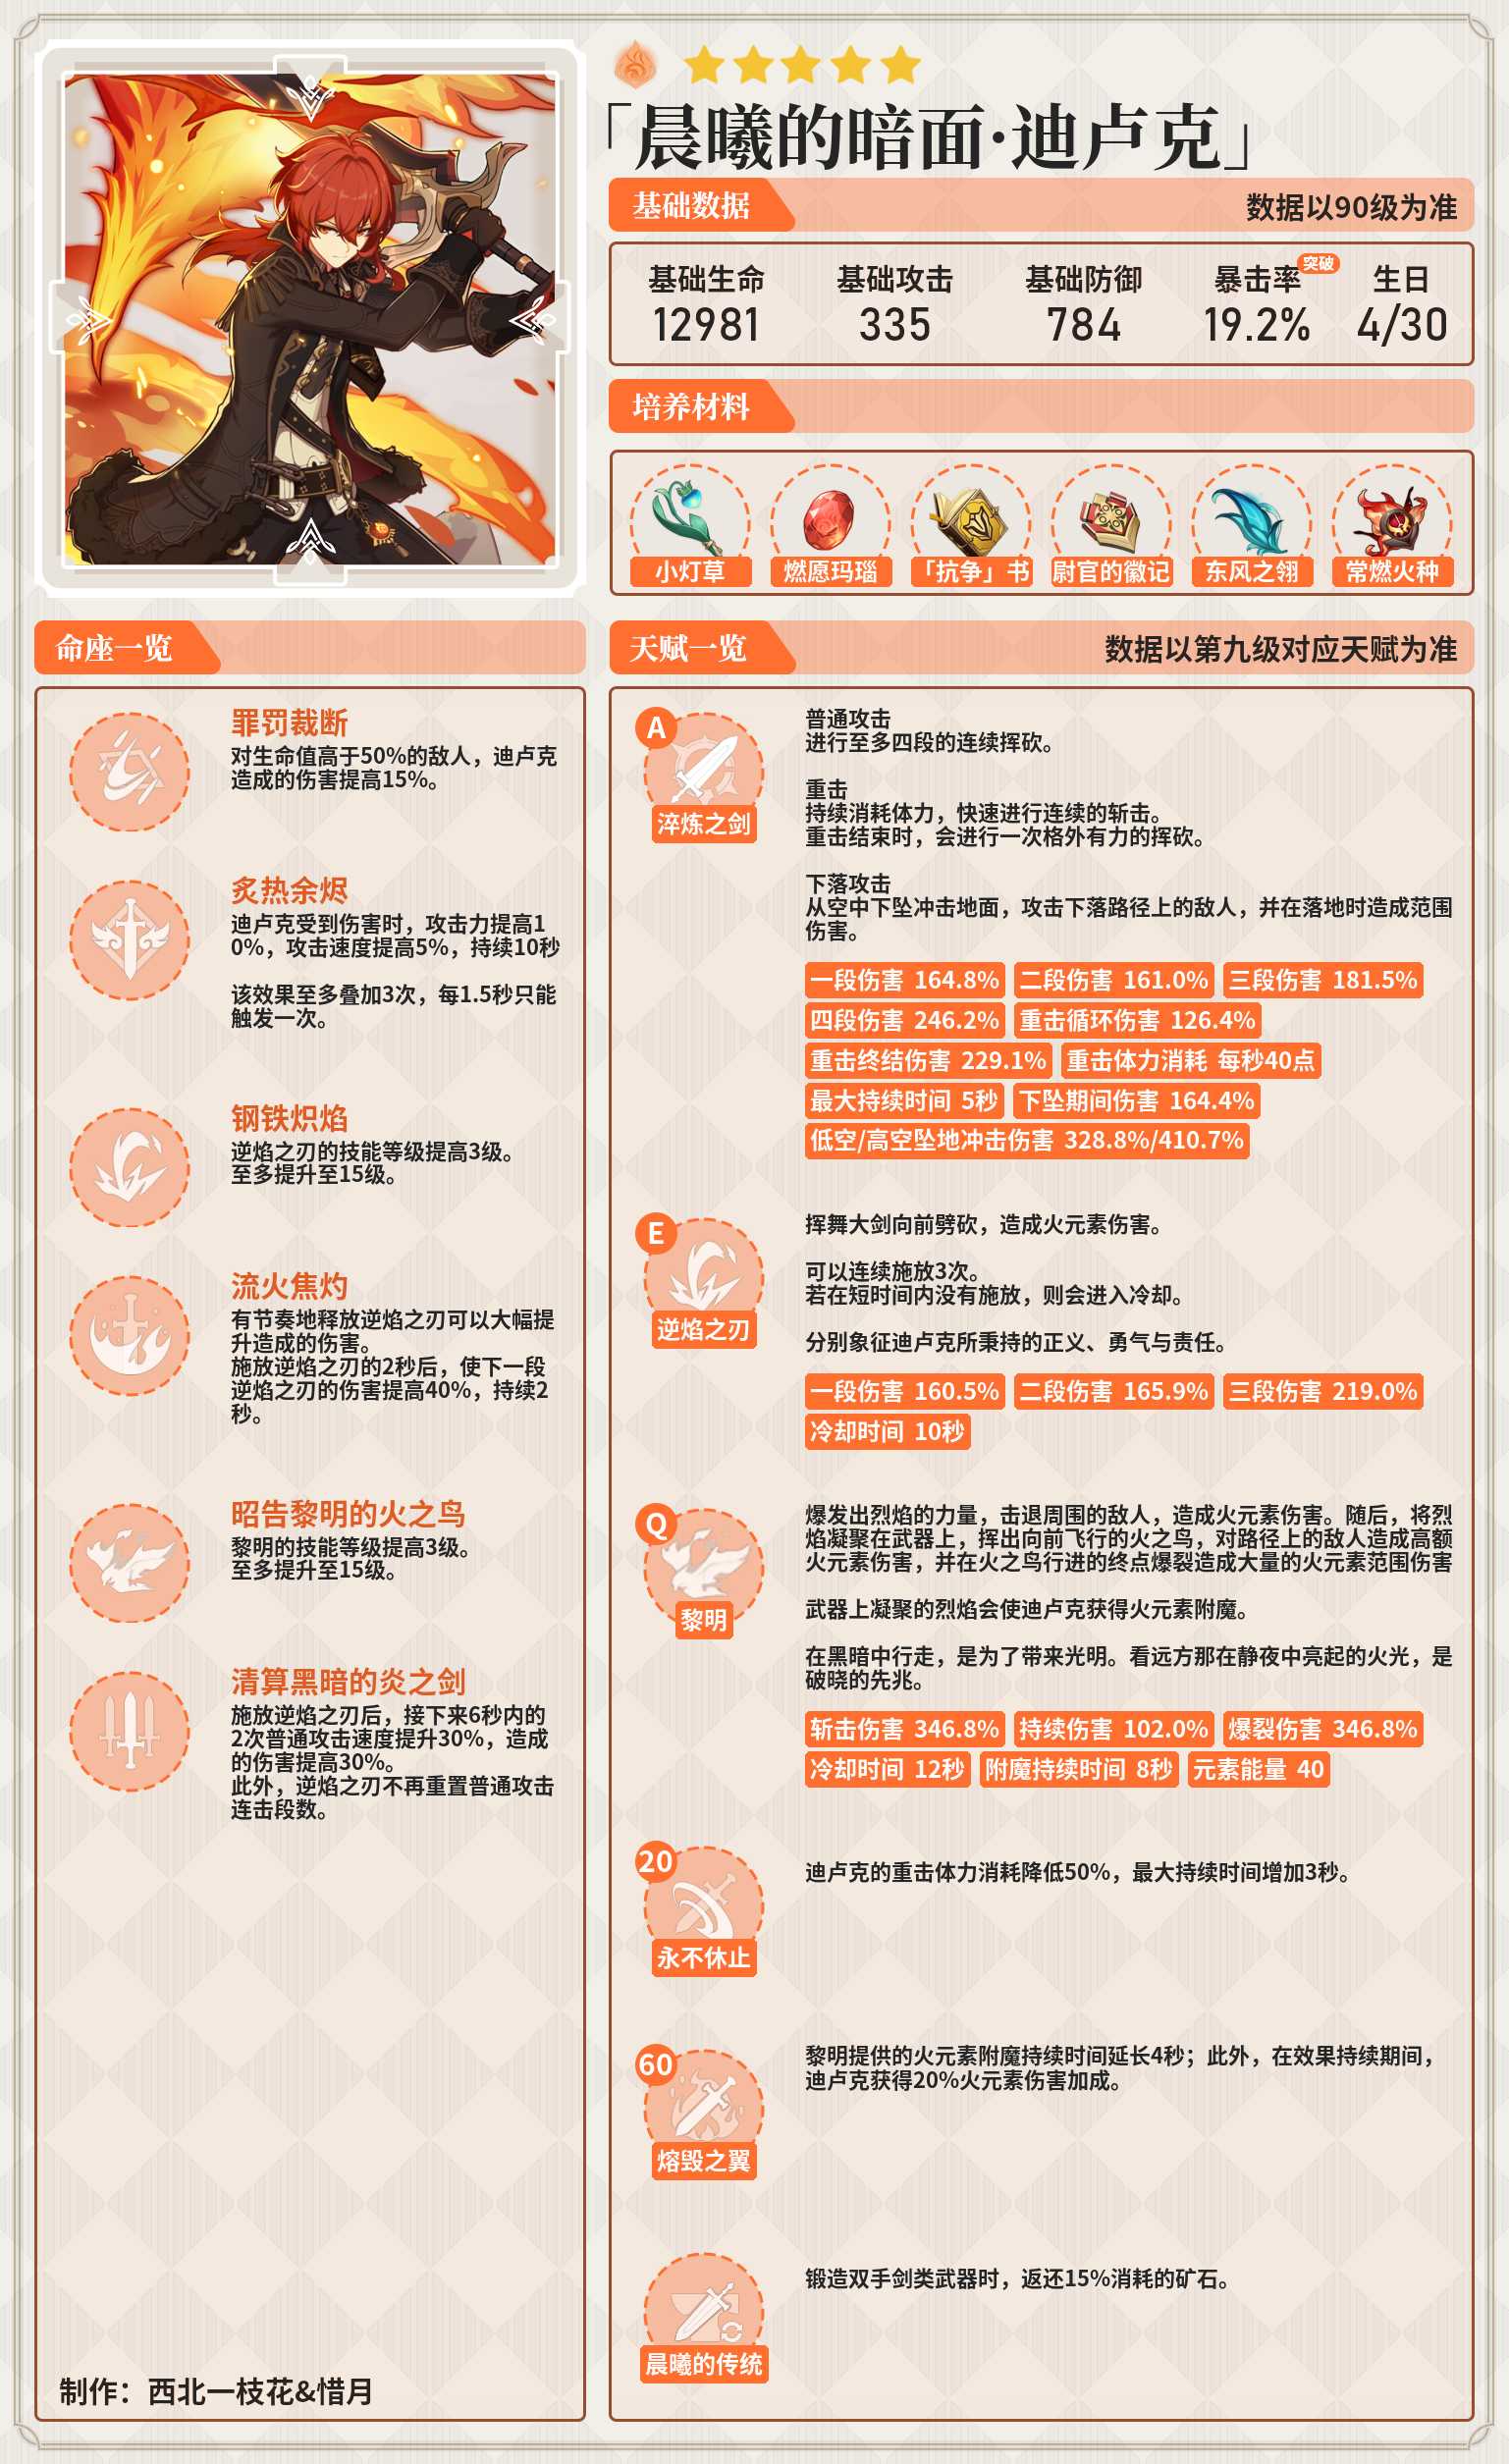 「晨曦的暗面·迪卢克」
基础数据
数据以90级为准
基础生命
12981
基础攻击
335
基础防御
784
暴击率
突破
19.2%
生日
4/30
培养材料
小灯草
燃愿玛瑙
「抗争」书
尉官的徽记
东风之翎
常燃火种
命座一览
罪罚裁断
对生命值高于50%的敌人，迪卢克
造成的伤害提高15%。
炙热余烬
迪卢克受到伤害时，攻击力提高1
0%，攻击速度提高5%，持续10秒
该效果至多叠加3次，每1.5秒只能
触发一次。
钢铁炽焰
逆焰之刃的技能等级提高3级。
至多提升至15级。
流火焦灼
有节奏地释放逆焰之刃可以大幅提
升造成的伤害。
施放逆焰之刃的2秒后，使下一段
逆焰之刃的伤害提高40%，持续2
秒。
昭告黎明的火之鸟
黎明的技能等级提高3级。
至多提升至15级。
清算黑暗的炎之剑
施放逆焰之刃后，接下来6秒内的
2次普通攻击速度提升30%，造成
的伤害提高30%。
此外，逆焰之刃不再重置普通攻击
连击段数。
制作：西北一枝花&惜月
天赋一览
数据以第九级对应天赋为准
A
淬炼之剑
普通攻击
进行至多四段的连续挥砍。
重击
持续消耗体力，快速进行连续的斩击。
重击结束时，会进行一次格外有力的挥砍。
下落攻击
从空中下坠冲击地面，攻击下落路径上的敌人，并在落地时造成范围
伤害。
一段伤害 164.8% 二段伤害 161.0% 三段伤害 181.5%
四段伤害 246.2% 重击循环伤害 126.4%
重击终结伤害 229.1% 重击体力消耗 每秒40点
最大持续时间 5秒 下坠期间伤害 164.4%
低空/高空坠地冲击伤害 328.8%/410.7%
E
逆焰之刃
挥舞大剑向前劈砍，造成火元素伤害。
可以连续施放3次。
若在短时间内没有施放，则会进入冷却。
分别象征迪卢克所秉持的正义、勇气与责任。
一段伤害 160.5% 二段伤害 165.9% 三段伤害 219.0%
冷却时间 10秒
Q
黎明
爆发出烈焰的力量，击退周围的敌人，造成火元素伤害。随后，将烈
焰凝聚在武器上，挥出向前飞行的火之鸟，对路径上的敌人造成高额
火元素伤害，并在火之鸟行进的终点爆裂造成大量的火元素范围伤害
武器上凝聚的烈焰会使迪卢克获得火元素附魔。
在黑暗中行走，是为了带来光明。看远方那在静夜中亮起的火光，是
破晓的先兆。
斩击伤害 346.8% 持续伤害 102.0% 爆裂伤害 346.8%
冷却时间 12秒 附魔持续时间 8秒 元素能量 40
20
永不休止
迪卢克的重击体力消耗降低50%，最大持续时间增加3秒。
60
熔毁之翼
黎明提供的火元素附魔持续时间延长4秒；此外，在效果持续期间，
迪卢克获得20%火元素伤害加成。
晨曦的传统
锻造双手剑类武器时，返还15%消耗的矿石。